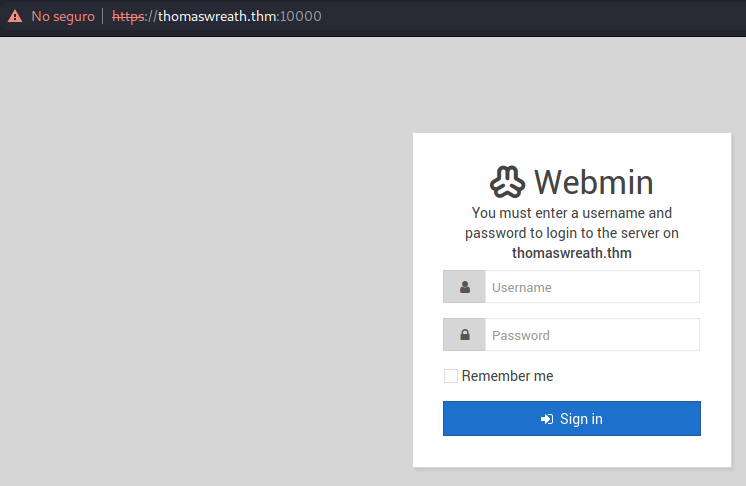 No seguro https://thomaswreath.thm:10000
Webmin
You must enter a username and
password to login to the server on
thomaswreath.thm
Username
Password
Remember me
Sign in